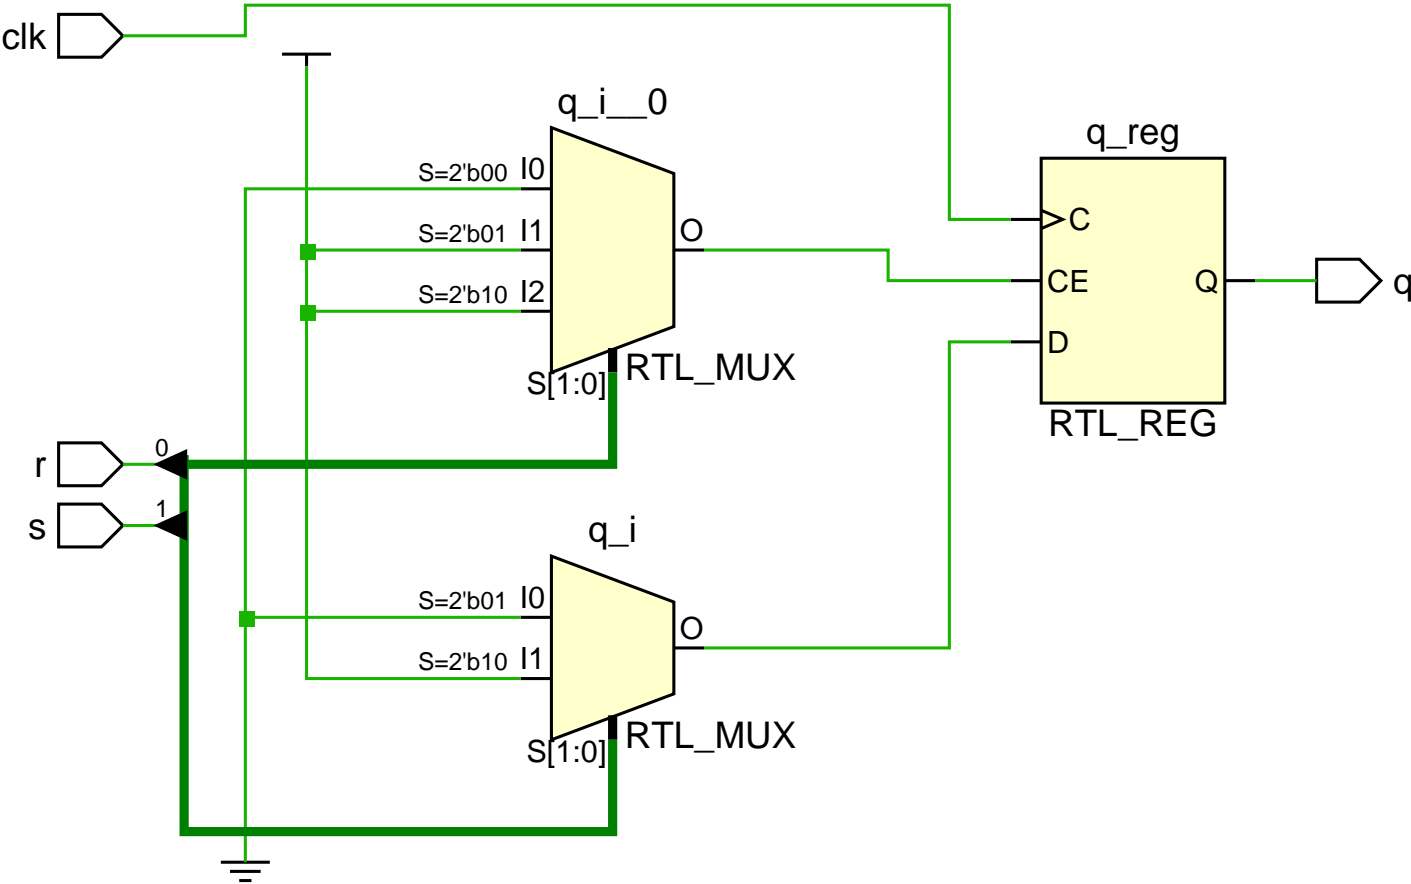 clk
q_i__0
S=2'b00 I0
S=2'b01 I1
S=2'b10 I2
O
S[1:0]
RTL_MUX
q_reg
C
CE
D
Q
RTL_REG
q
r
0
s
1
q_i
S=2'b01 I0
S=2'b10 I1
O
S[1:0]
RTL_MUX